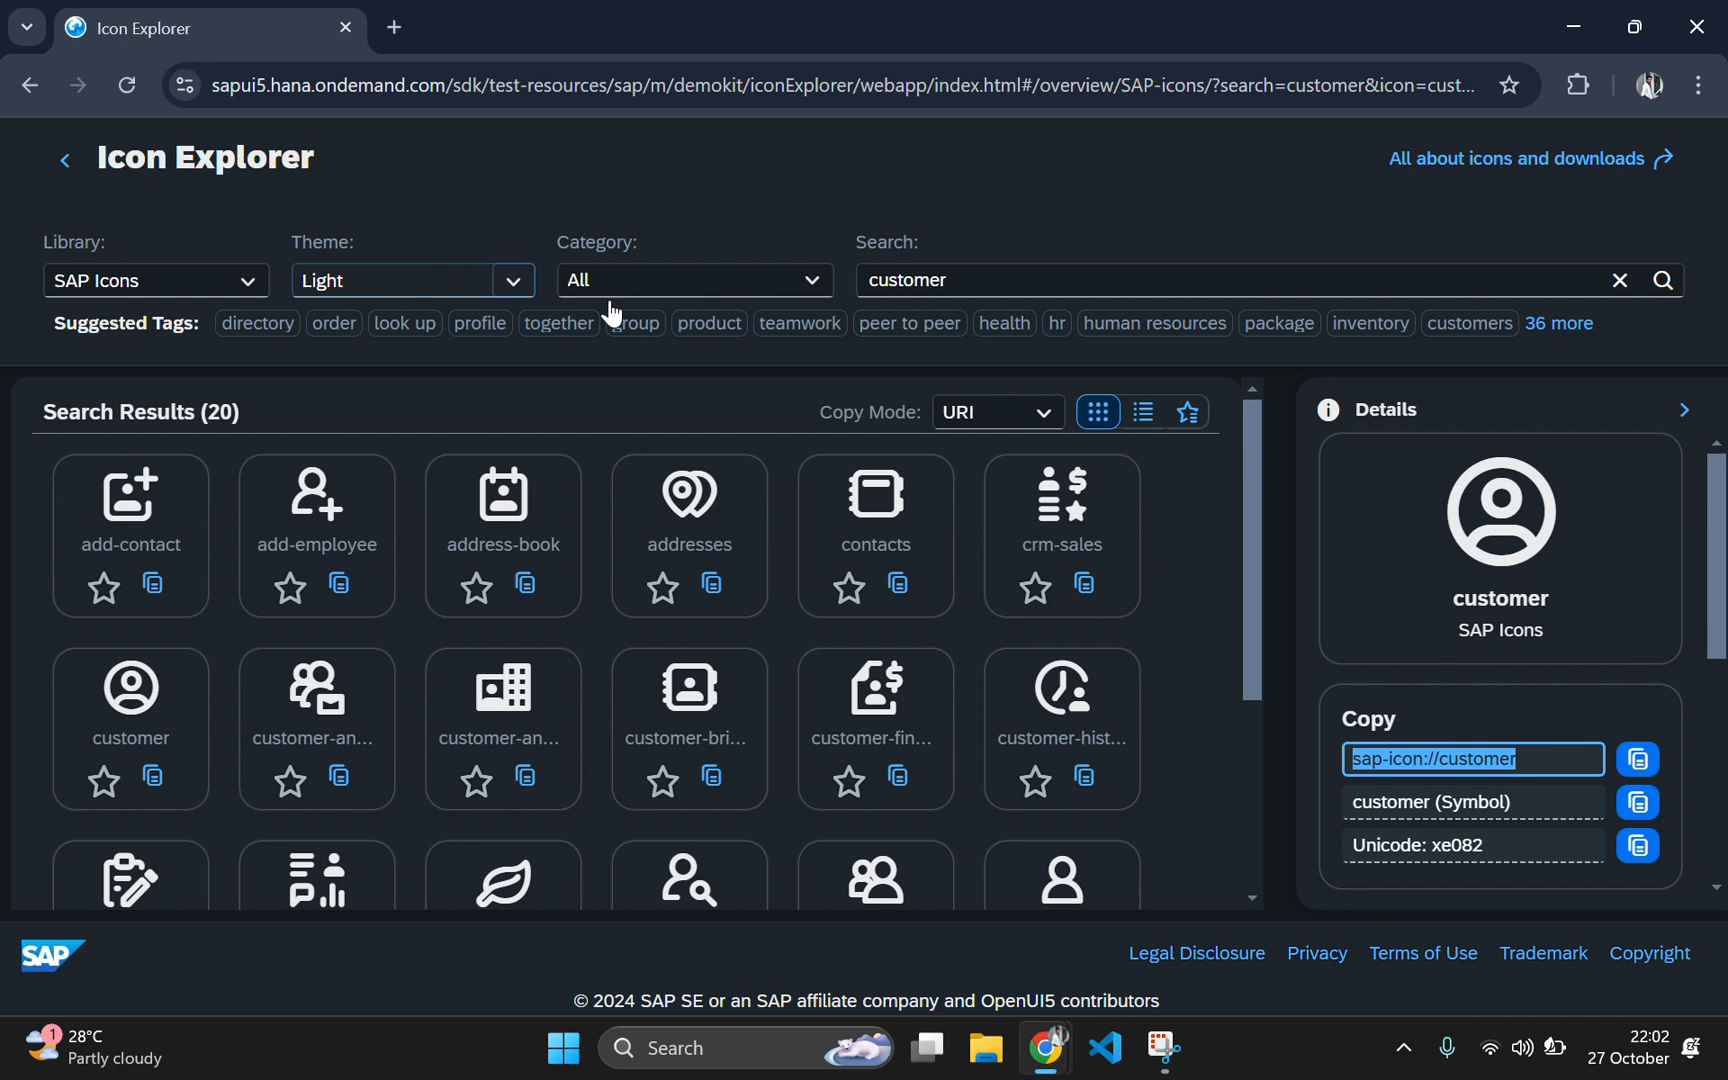 Icon Explorer
sapui5.hana.ondemand.com/sdk/test-resources/sap/m/demokit/iconExplorer/webapp/index.html#/overview/SAP-icons/?search=customer&icon=cust...
Icon Explorer
All about icons and downloads
Library:
Theme:
Category:
Search:
SAP Icons
Light
All
customer
Suggested Tags: directory order look up profile together group product teamwork peer to peer health hr human resources package inventory customers 36 more
Search Results (20)
Copy Mode: URI
Details
add-contact
add-employee
address-book
addresses
contacts
crm-sales
customer
SAP Icons
customer
customer-an...
customer-an...
customer-bri...
customer-fin...
customer-hist...
Copy
sap-icon://customer
customer (Symbol)
Unicode: xe082
SAP
Legal Disclosure Privacy Terms of Use Trademark Copyright
© 2024 SAP SE or an SAP affiliate company and OpenUI5 contributors
1
28°C
Partly cloudy
Search
22:02
27 October